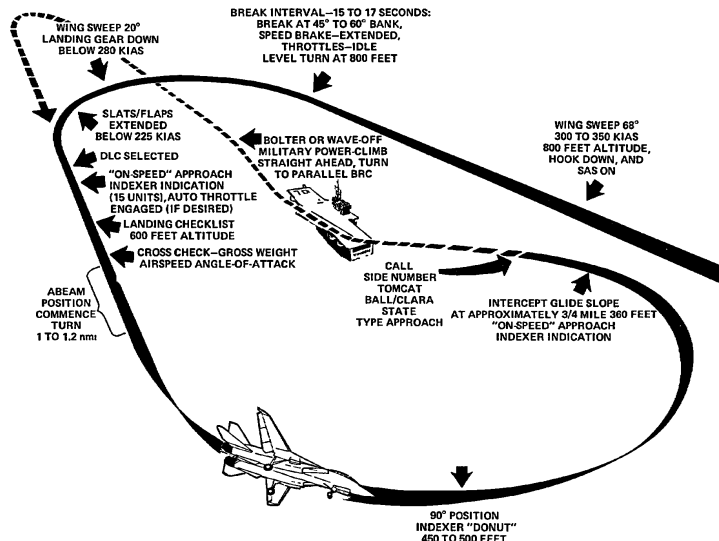 BREAK INTERVAL–15 TO 17 SECONDS:
BREAK AT 45° TO 60° BANK,
SPEED BRAKE–EXTENDED,
THROTTLES–IDLE
LEVEL TURN AT 800 FEET
WING SWEEP 20°
LANDING GEAR DOWN
BELOW 280 KIAS
WING SWEEP 68°
300 TO 350 KIAS
800 FEET ALTITUDE,
HOOK DOWN, AND
SAS ON
SLATS/FLAPS
EXTENDED
BELOW 225 KIAS
BOLTER OR WAVE-OFF
MILITARY POWER-CLIMB
STRAIGHT AHEAD, TURN
TO PARALLEL BRC
DLC SELECTED
"ON-SPEED" APPROACH
INDEXER INDICATION
(15 UNITS), AUTO THROTTLE
ENGAGED (IF DESIRED)
LANDING CHECKLIST
600 FEET ALTITUDE
CROSS CHECK–GROSS WEIGHT
AIRSPEED ANGLE-OF-ATTACK
ABEAM
POSITION
COMMENCE
TURN
1 TO 1.2 nmi
CALL
SIDE NUMBER
TOMCAT
BALL/CLARA
STATE
TYPE APPROACH
INTERCEPT GLIDE SLOPE
AT APPROXIMATELY 3/4 MILE 360 FEET
"ON-SPEED" APPROACH
INDEXER INDICATION
90° POSITION
INDEXER "DONUT"
450 TO 500 FEET